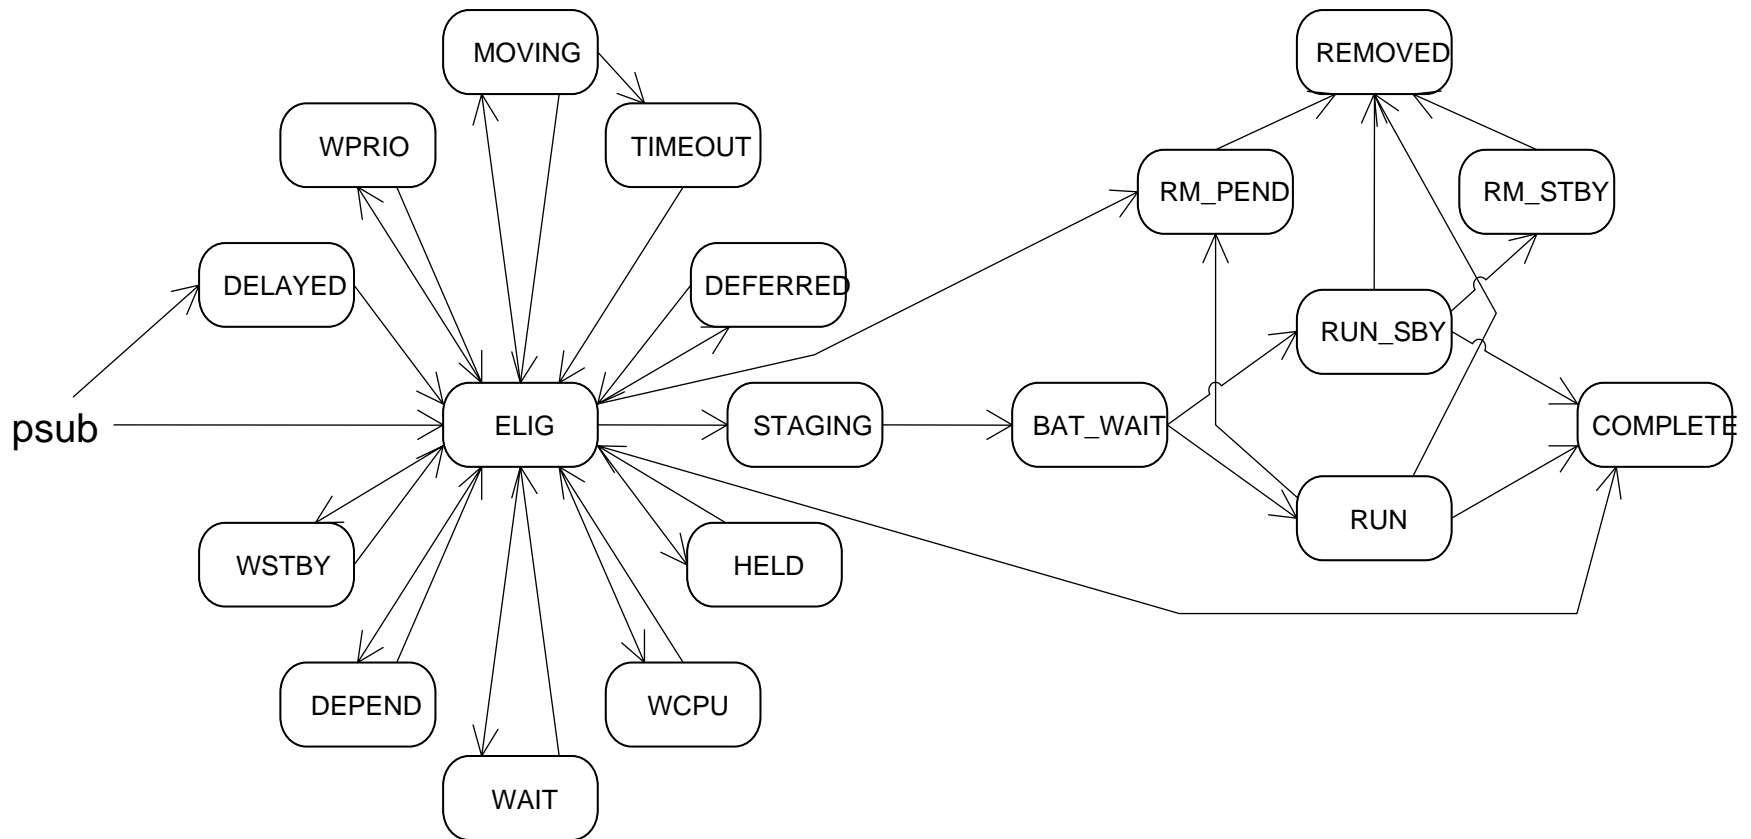 MOVING
REMOVED
WPRIO
TIMEOUT
RM_PEND
RM_STBY
DELAYED
DEFERRED
RUN_SBY
psub
ELIG
STAGING
BAT_WAIT
COMPLETE
RUN
WSTBY
HELD
DEPEND
WCPU
WAIT